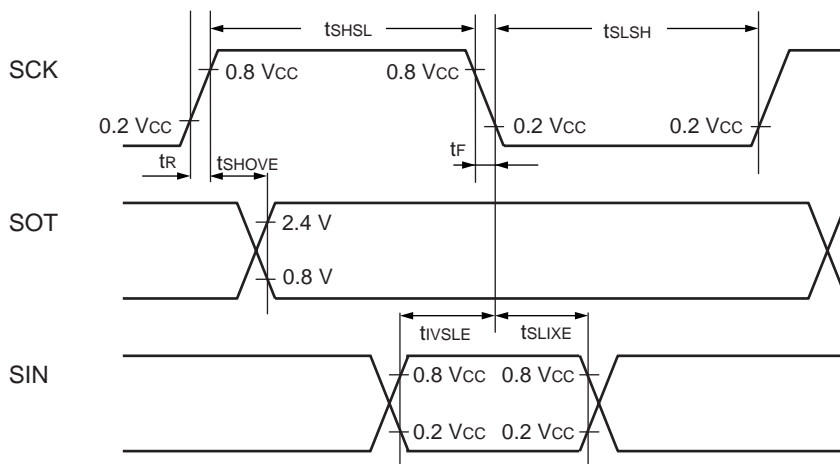 tSHSL tSLSH
SCK 0.8 VCC 0.8 VCC
0.2 VCC 0.2 VCC 0.2 VCC
tR tSHOVE tF
SOT 2.4 V
0.8 V
tIVSLE tSLIXE
SIN 0.8 VCC 0.8 VCC
0.2 VCC 0.2 VCC